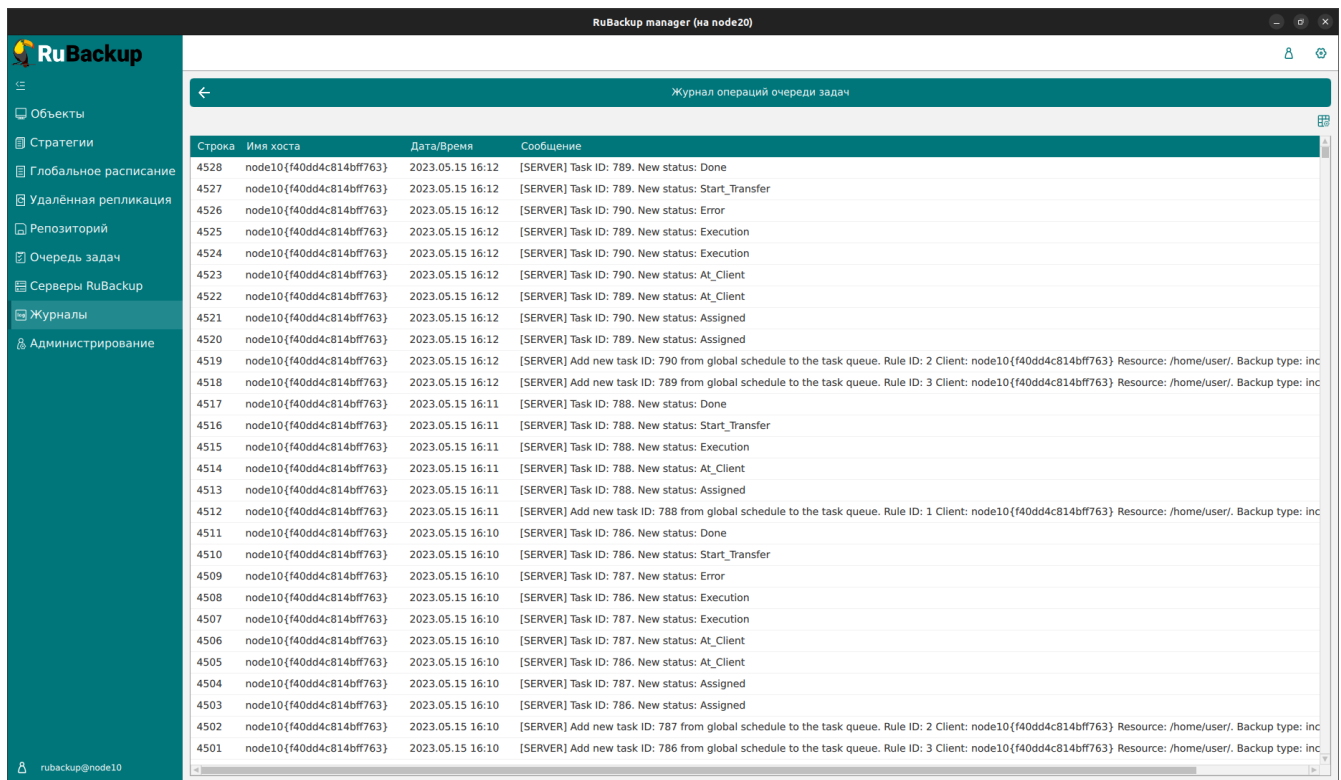 RuBackup manager (на node20)
RuBackup
Объекты
Стратегии
Глобальное расписание
Удалённая репликация
Репозиторий
Очередь задач
Серверы RuBackup
Журналы
Администрирование
rubackup@node10
Журнал операций очереди задач
Строка Имя хоста Дата/Время Сообщение
4528 node10{f40dd4c814bff763} 2023.05.15 16:12 [SERVER] Task ID: 789. New status: Done
4527 node10{f40dd4c814bff763} 2023.05.15 16:12 [SERVER] Task ID: 789. New status: Start_Transfer
4526 node10{f40dd4c814bff763} 2023.05.15 16:12 [SERVER] Task ID: 790. New status: Error
4525 node10{f40dd4c814bff763} 2023.05.15 16:12 [SERVER] Task ID: 789. New status: Execution
4524 node10{f40dd4c814bff763} 2023.05.15 16:12 [SERVER] Task ID: 790. New status: Execution
4523 node10{f40dd4c814bff763} 2023.05.15 16:12 [SERVER] Task ID: 790. New status: At_Client
4522 node10{f40dd4c814bff763} 2023.05.15 16:12 [SERVER] Task ID: 789. New status: At_Client
4521 node10{f40dd4c814bff763} 2023.05.15 16:12 [SERVER] Task ID: 790. New status: Assigned
4520 node10{f40dd4c814bff763} 2023.05.15 16:12 [SERVER] Task ID: 789. New status: Assigned
4519 node10{f40dd4c814bff763} 2023.05.15 16:12 [SERVER] Add new task ID: 790 from global schedule to the task queue. Rule ID: 2 Client: node10{f40dd4c814bff763} Resource: /home/user/. Backup type: inc
4518 node10{f40dd4c814bff763} 2023.05.15 16:12 [SERVER] Add new task ID: 789 from global schedule to the task queue. Rule ID: 3 Client: node10{f40dd4c814bff763} Resource: /home/user/. Backup type: inc
4517 node10{f40dd4c814bff763} 2023.05.15 16:11 [SERVER] Task ID: 788. New status: Done
4516 node10{f40dd4c814bff763} 2023.05.15 16:11 [SERVER] Task ID: 788. New status: Start_Transfer
4515 node10{f40dd4c814bff763} 2023.05.15 16:11 [SERVER] Task ID: 788. New status: Execution
4514 node10{f40dd4c814bff763} 2023.05.15 16:11 [SERVER] Task ID: 788. New status: At_Client
4513 node10{f40dd4c814bff763} 2023.05.15 16:11 [SERVER] Task ID: 788. New status: Assigned
4512 node10{f40dd4c814bff763} 2023.05.15 16:11 [SERVER] Add new task ID: 788 from global schedule to the task queue. Rule ID: 1 Client: node10{f40dd4c814bff763} Resource: /home/user/. Backup type: inc
4511 node10{f40dd4c814bff763} 2023.05.15 16:10 [SERVER] Task ID: 786. New status: Done
4510 node10{f40dd4c814bff763} 2023.05.15 16:10 [SERVER] Task ID: 786. New status: Start_Transfer
4509 node10{f40dd4c814bff763} 2023.05.15 16:10 [SERVER] Task ID: 787. New status: Error
4508 node10{f40dd4c814bff763} 2023.05.15 16:10 [SERVER] Task ID: 786. New status: Execution
4507 node10{f40dd4c814bff763} 2023.05.15 16:10 [SERVER] Task ID: 787. New status: Execution
4506 node10{f40dd4c814bff763} 2023.05.15 16:10 [SERVER] Task ID: 787. New status: At_Client
4505 node10{f40dd4c814bff763} 2023.05.15 16:10 [SERVER] Task ID: 786. New status: At_Client
4504 node10{f40dd4c814bff763} 2023.05.15 16:10 [SERVER] Task ID: 787. New status: Assigned
4503 node10{f40dd4c814bff763} 2023.05.15 16:10 [SERVER] Task ID: 786. New status: Assigned
4502 node10{f40dd4c814bff763} 2023.05.15 16:10 [SERVER] Add new task ID: 787 from global schedule to the task queue. Rule ID: 2 Client: node10{f40dd4c814bff763} Resource: /home/user/. Backup type: inc
4501 node10{f40dd4c814bff763} 2023.05.15 16:10 [SERVER] Add new task ID: 786 from global schedule to the task queue. Rule ID: 3 Client: node10{f40dd4c814bff763} Resource: /home/user/. Backup type: inc